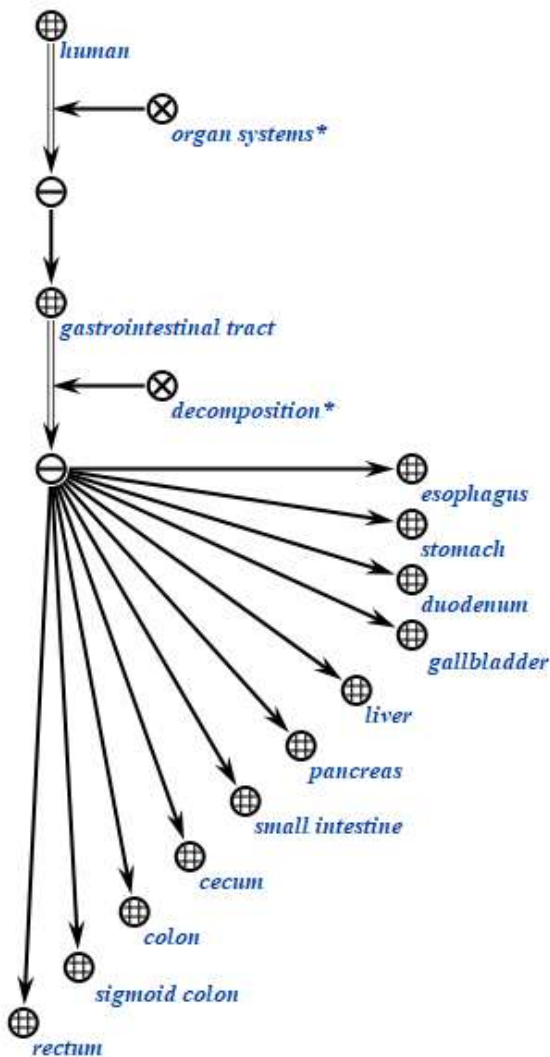 human
organ systems*
gastrointestinal tract
decomposition*
esophagus
stomach
duodenum
gallbladder
liver
pancreas
small intestine
cecum
colon
sigmoid colon
rectum